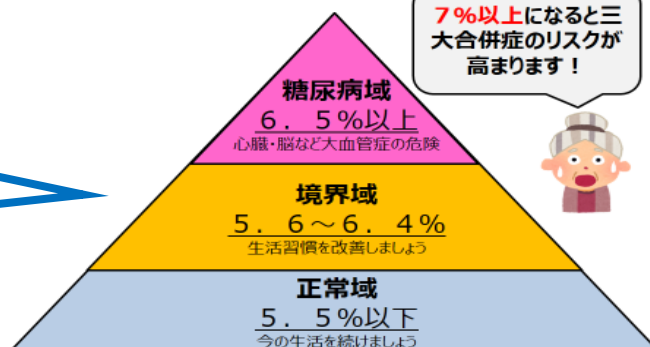 7%以上になると三
大合併症のリスクが
高まります！
糖尿病域
6．5%以上
心臓・脳など大血管症の危険
境界域
5．6～6．4%
生活習慣を改善しましょう
正常域
5．5%以下
今の生活を続けましょう